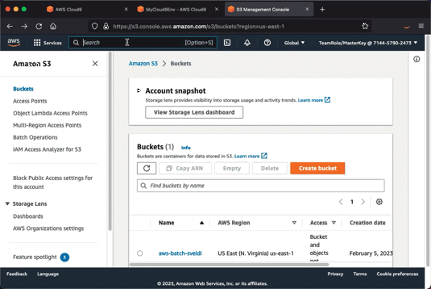 AWS Cloud9
MyCloud9Env - AWS Cloud9
S3 Management Console
https://s3.console.aws.amazon.com/s3/buckets?region=us-east-1
aws
Services
Search
[Option+S]
Global
TeamRole/MasterKey @ 7144-5790-2473
Amazon S3
Buckets
Access Points
Object Lambda Access Points
Multi-Region Access Points
Batch Operations
IAM Access Analyzer for S3
Block Public Access settings for
this account
Storage Lens
Dashboards
AWS Organizations settings
Feature spotlight
3
Amazon S3
Buckets
Account snapshot
Storage lens provides visibility into storage usage and activity trends. Learn more
View Storage Lens dashboard
Buckets (1)
Info
Buckets are containers for data stored in S3. Learn more
Copy ARN
Empty
Delete
Create bucket
Find buckets by name
1
Name
AWS Region
Access
Creation date
aws-batch-sveidl
US East (N. Virginia) us-east-1
Bucket
and
objects
not
February 5, 2023
Feedback
Language
Privacy
Terms
Cookie preferences
© 2023, Amazon Web Services, Inc. or its affiliates.